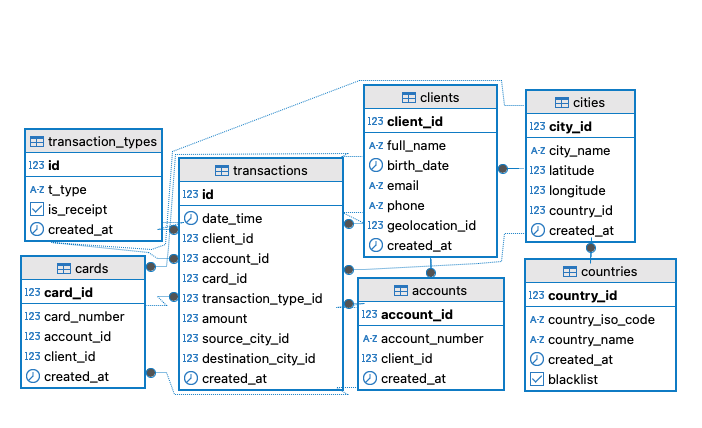 transaction_types
123 id
A-Z t_type
is_receipt
created_at
cards
123 card_id
123 card_number
123 account_id
123 client_id
created_at
transactions
123 id
date_time
123 client_id
123 account_id
123 card_id
123 transaction_type_id
123 amount
123 source_city_id
123 destination_city_id
created_at
clients
123 client_id
A-Z full_name
birth_date
A-Z email
A-Z phone
123 geolocation_id
created_at
accounts
123 account_id
A-Z account_number
123 client_id
created_at
cities
123 city_id
A-Z city_name
123 latitude
123 longitude
123 country_id
created_at
countries
123 country_id
A-Z country_iso_code
A-Z country_name
created_at
blacklist